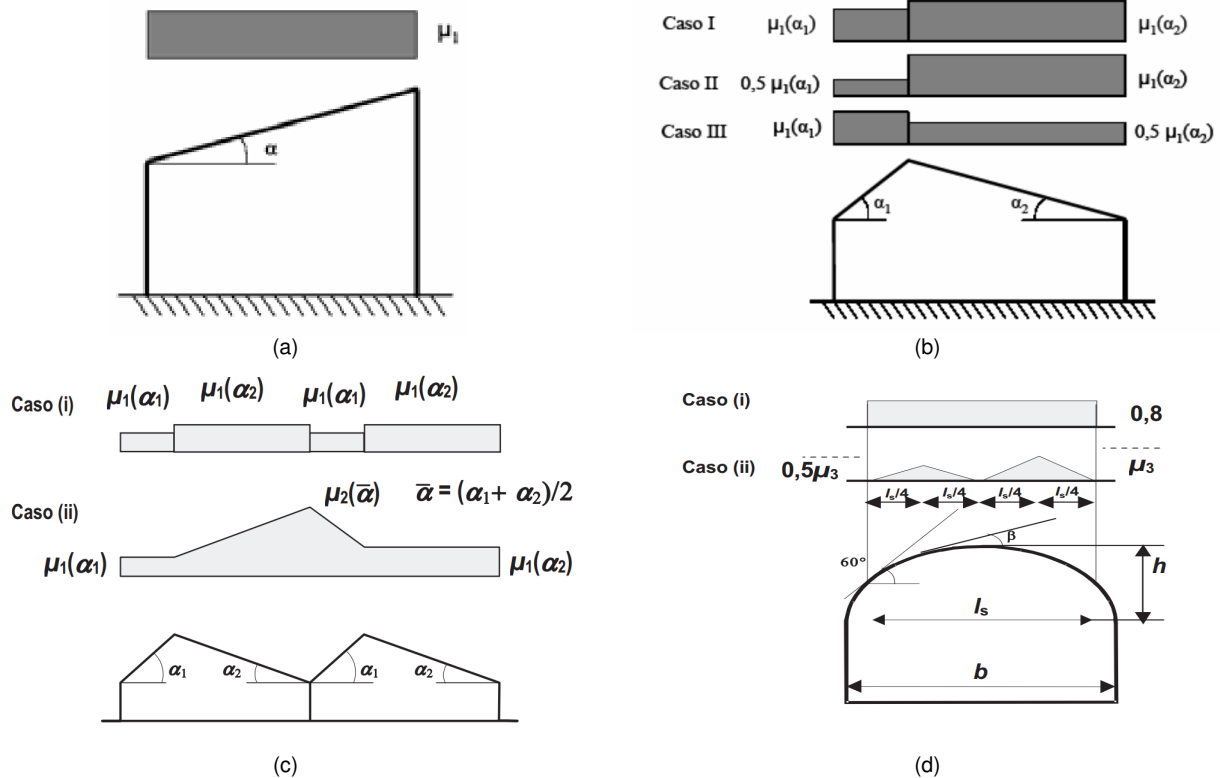 μ₁
α
(a)
Caso I μ₁(α₁) μ₁(α₂)
Caso II 0,5 μ₁(α₁) μ₁(α₂)
Caso III μ₁(α₁) 0,5 μ₁(α₂)
α₁ α₂
(b)
Caso (i) μ₁(α₁) μ₁(α₂) μ₁(α₁) μ₁(α₂)
Caso (ii) μ₂(ᾱ) ᾱ = (α₁+ α₂)/2
μ₁(α₁) μ₁(α₂)
α₁ α₂ α₁ α₂
(c)
Caso (i) 0,8
Caso (ii) 0,5μ₃ μ₃
lₛ/4 lₛ/4 lₛ/4 lₛ/4
β
60° h
lₛ
b
(d)